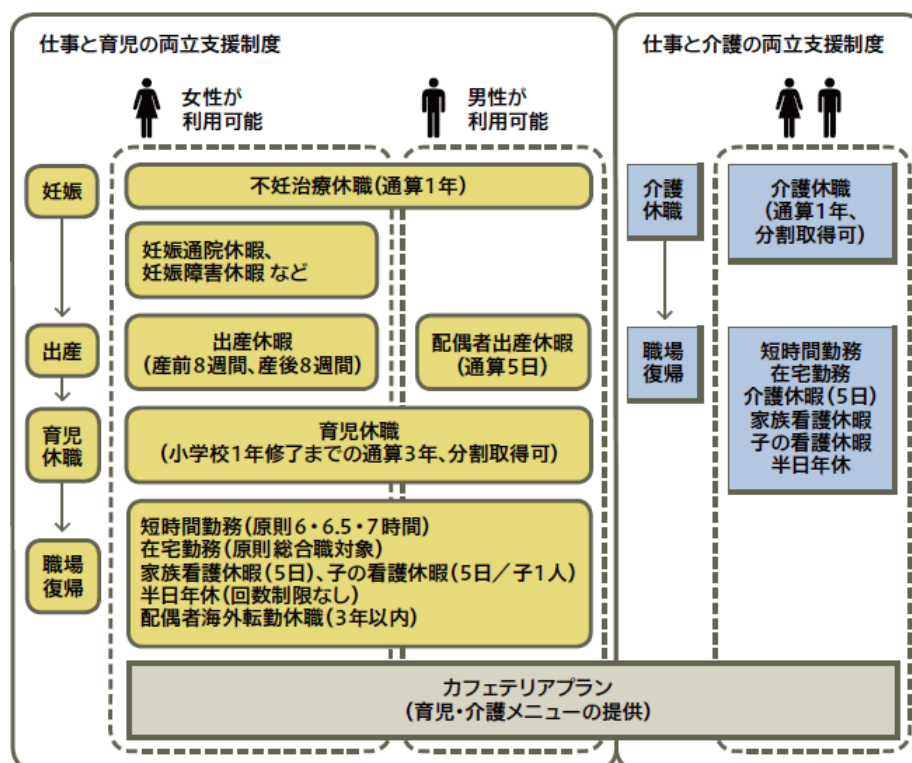 仕事と育児の両立支援制度
女性が
利用可能
男性が
利用可能
妊娠
不妊治療休職(通算1年)
妊娠通院休暇、
妊娠障害休暇 など
出産
出産休暇
(産前8週間、産後8週間)
配偶者出産休暇
(通算5日)
育児
休職
育児休職
(小学校1年修了までの通算3年、分割取得可)
職場
復帰
短時間勤務(原則6・6.5・7時間)
在宅勤務(原則総合職対象)
家族看護休暇(5日)、子の看護休暇(5日/子1人)
半日年休(回数制限なし)
配偶者海外転勤休職(3年以内)
仕事と介護の両立支援制度
介護
休職
介護休職
(通算1年、
分割取得可)
職場
復帰
短時間勤務
在宅勤務
介護休暇(5日)
家族看護休暇
子の看護休暇
半日年休
カフェテリアプラン
(育児・介護メニューの提供)